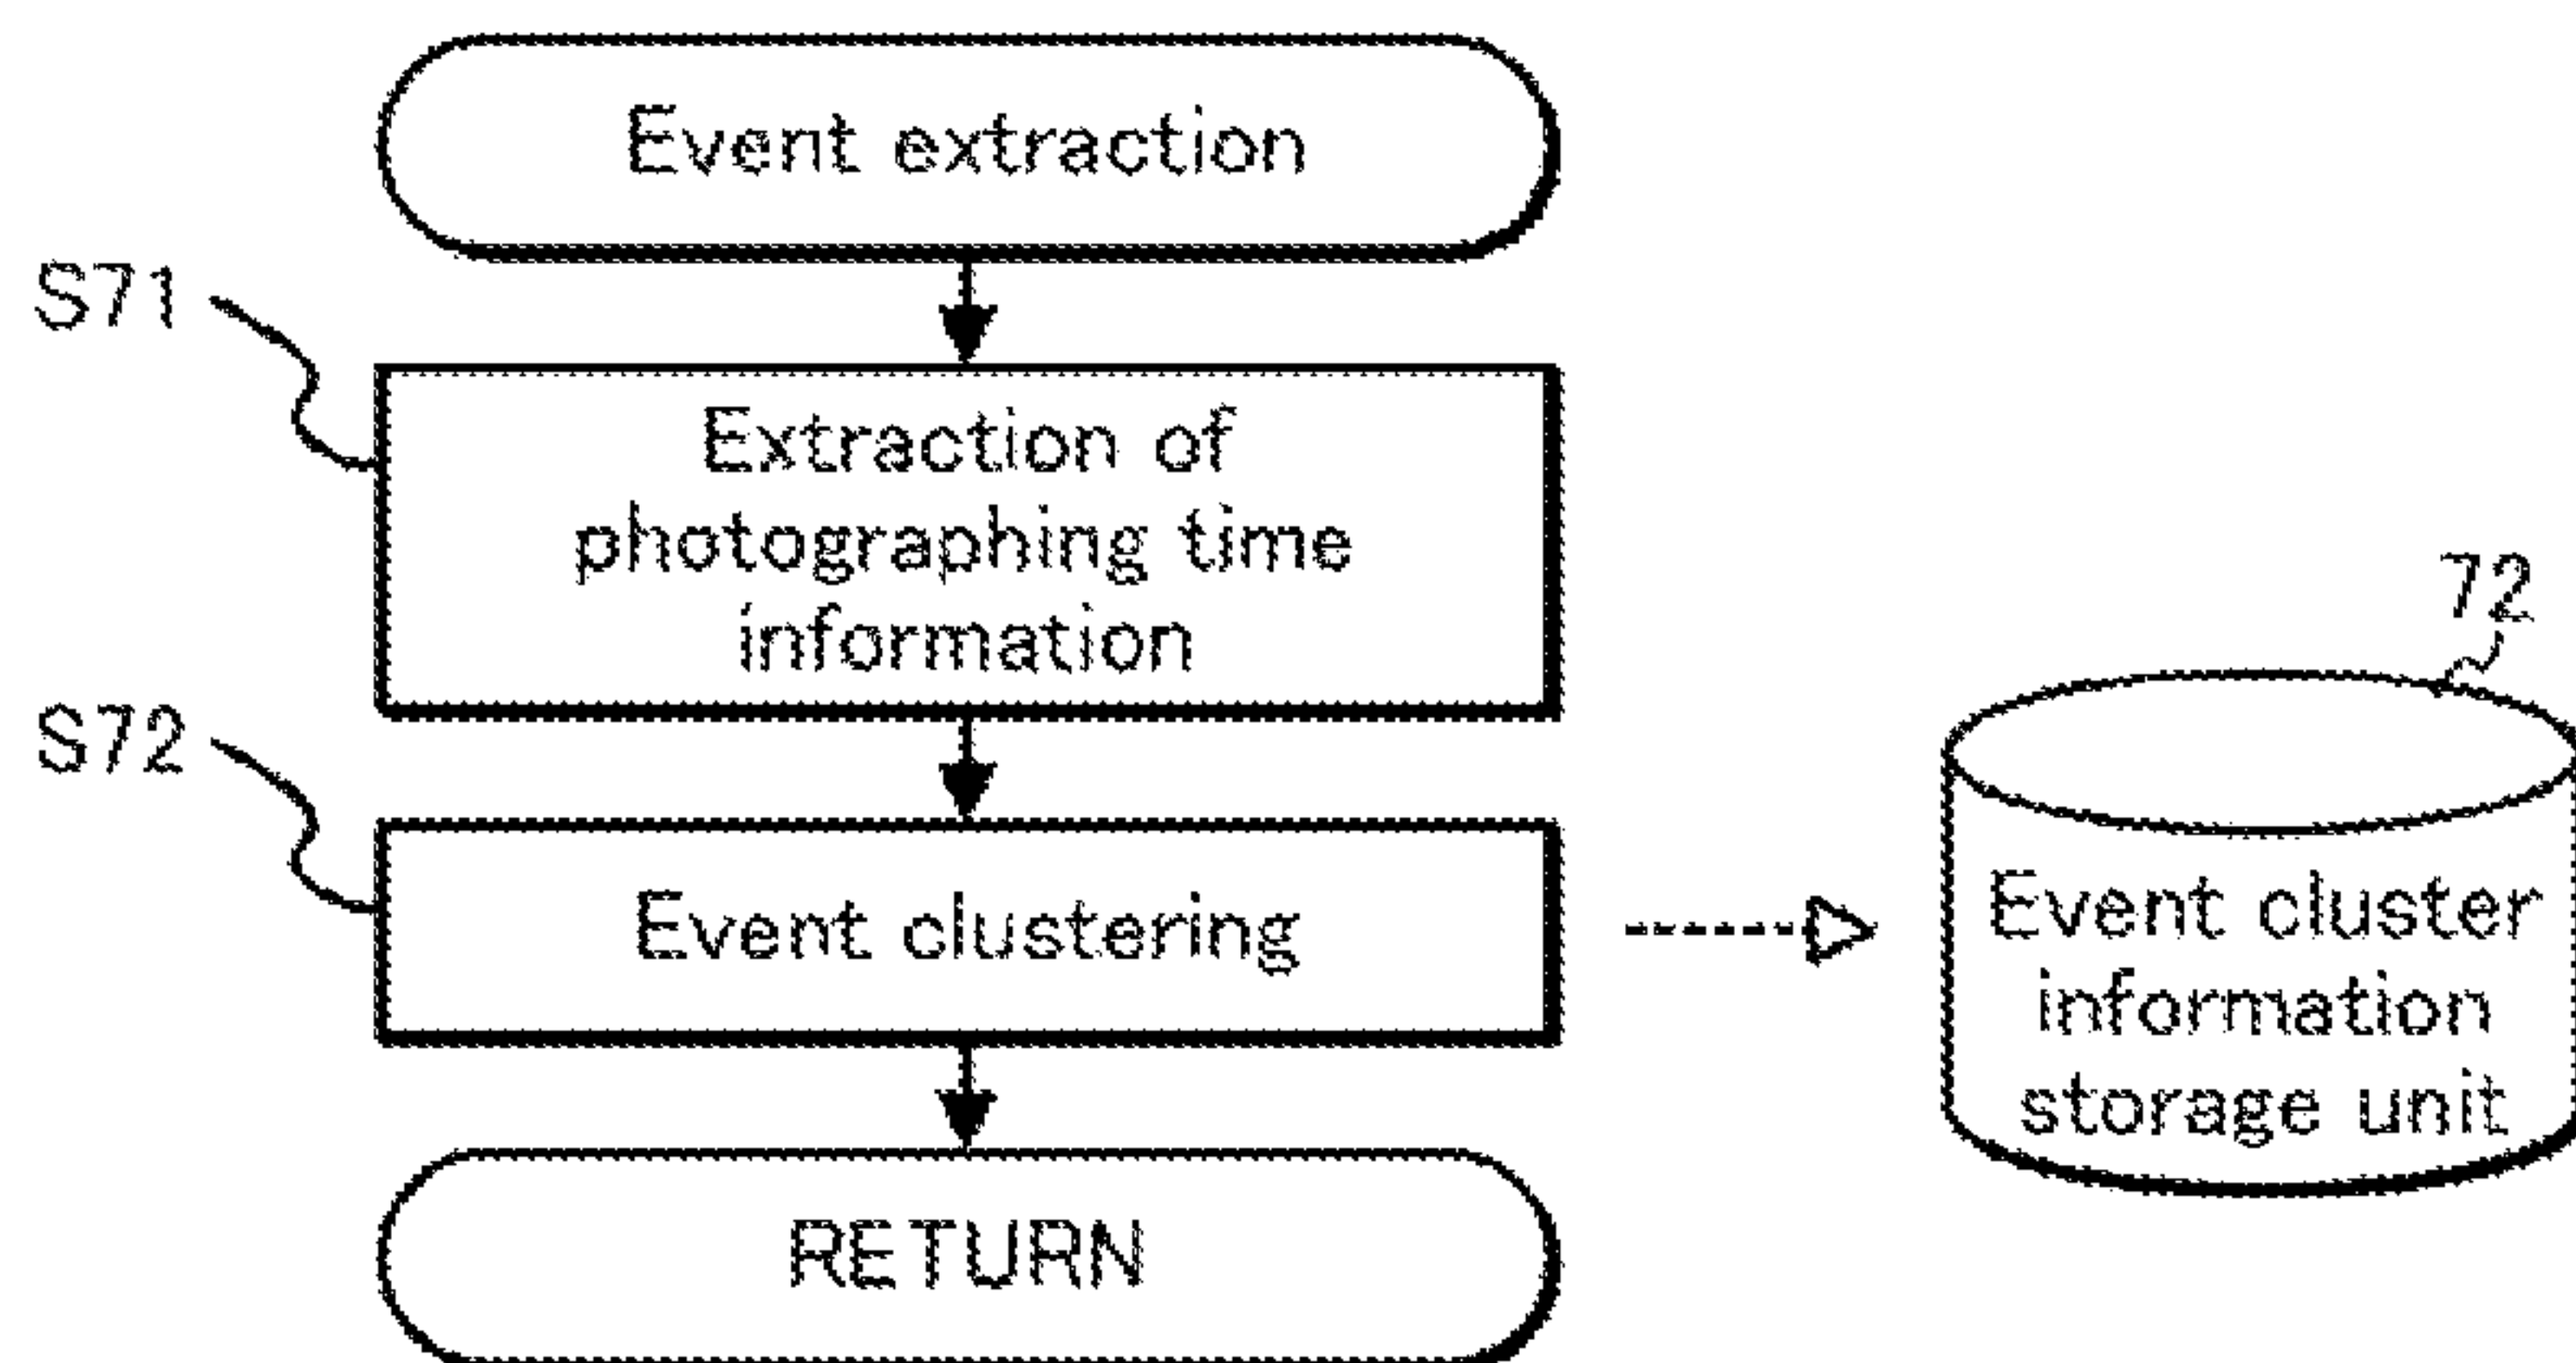 Event extraction
S71
Extraction of
photographing time
information
S72
Event clustering
72
Event cluster
information
storage unit
RETURN